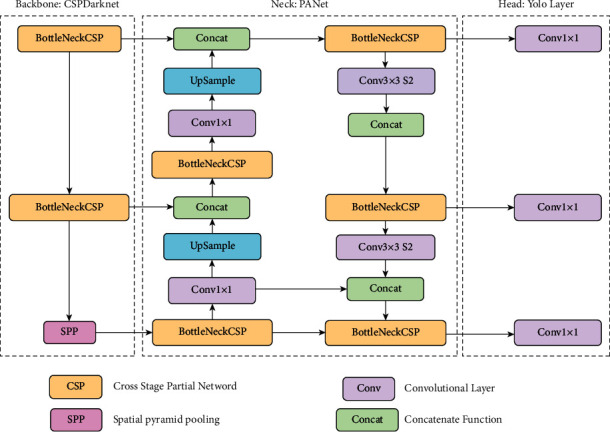 Backbone: CSPDarknet
Neck: PANet
Head: Yolo Layer
BottleNeckCSP
Concat
BottleNeckCSP
Conv1×1
UpSample
Conv3×3 S2
Conv1×1
Concat
BottleNeckCSP
BottleNeckCSP
Concat
BottleNeckCSP
Conv1×1
UpSample
Conv3×3 S2
Conv1×1
Concat
SPP
BottleNeckCSP
BottleNeckCSP
Conv1×1
CSP
Cross Stage Partial Netword
Conv
Convolutional Layer
SPP
Spatial pyramid pooling
Concat
Concatenate Function